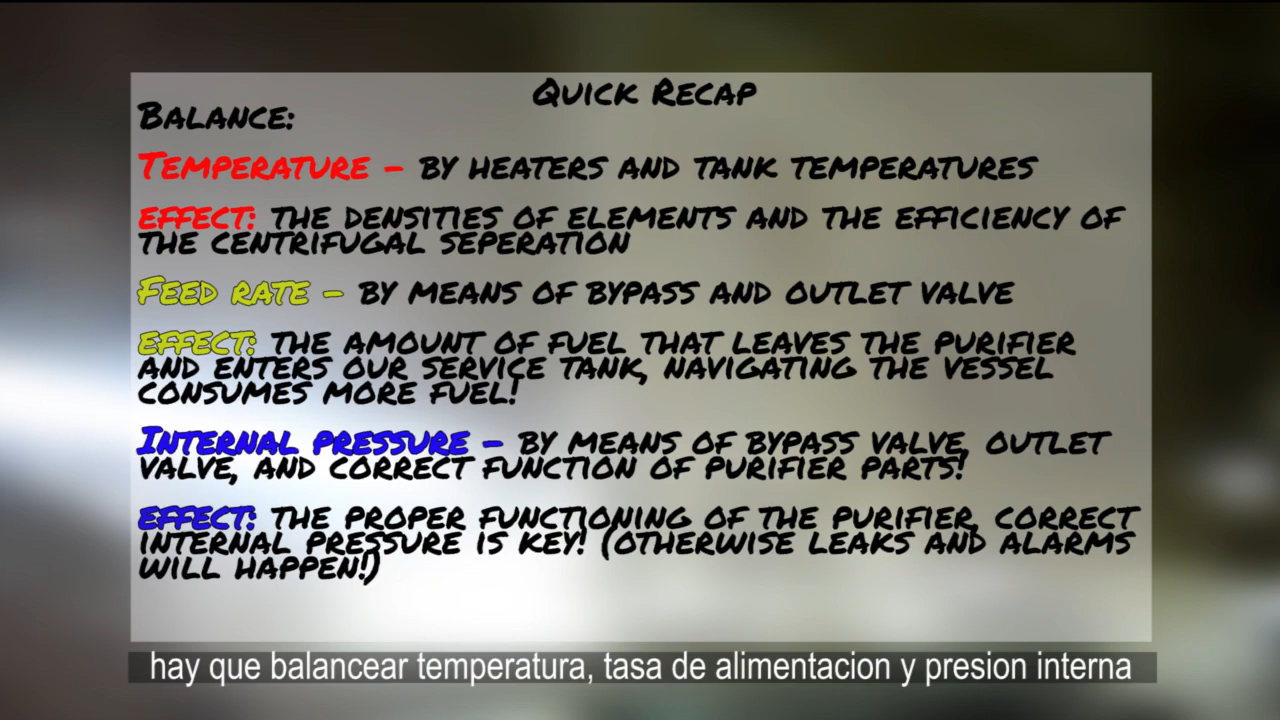 Quick Recap
Balance:
Temperature - by heaters and tank temperatures
effect: the densities of elements and the efficiency of
the centrifugal seperation
Feed rate - by means of bypass and outlet valve
effect: the amount of fuel that leaves the purifier
and enters our service tank, navigating the vessel
consumes more fuel!
Internal pressure - by means of bypass valve, outlet
valve, and correct function of purifier parts!
effect: the proper functioning of the purifier, correct
internal pressure is key! (otherwise leaks and alarms
will happen!)
hay que balancear temperatura, tasa de alimentacion y presion interna